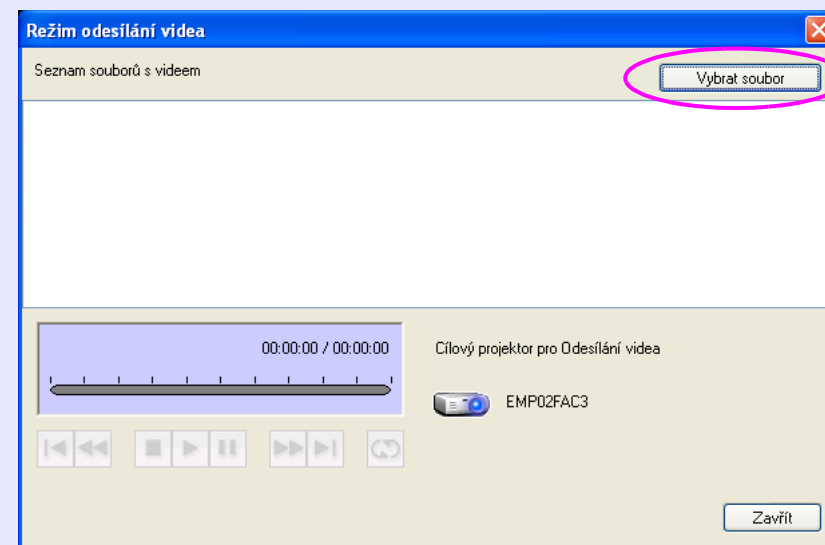 Režim odesílání videa
Seznam souborů s videem
Vybrat soubor
00:00:00 / 00:00:00
Cílový projektor pro Odesílání videa
EMP02FAC3
Zavřít